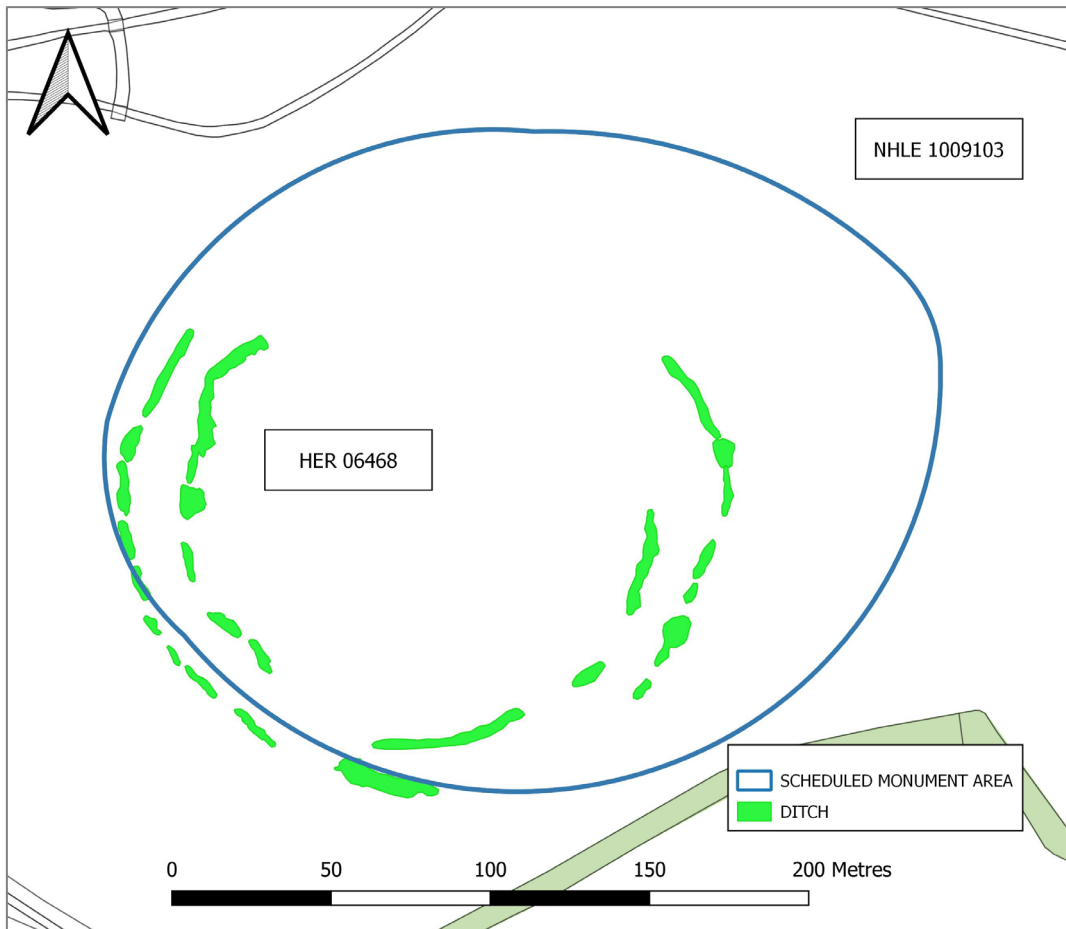 NHLE 1009103
HER 06468
SCHEDULED MONUMENT AREA
DITCH
0 50 100 150 200 Metres